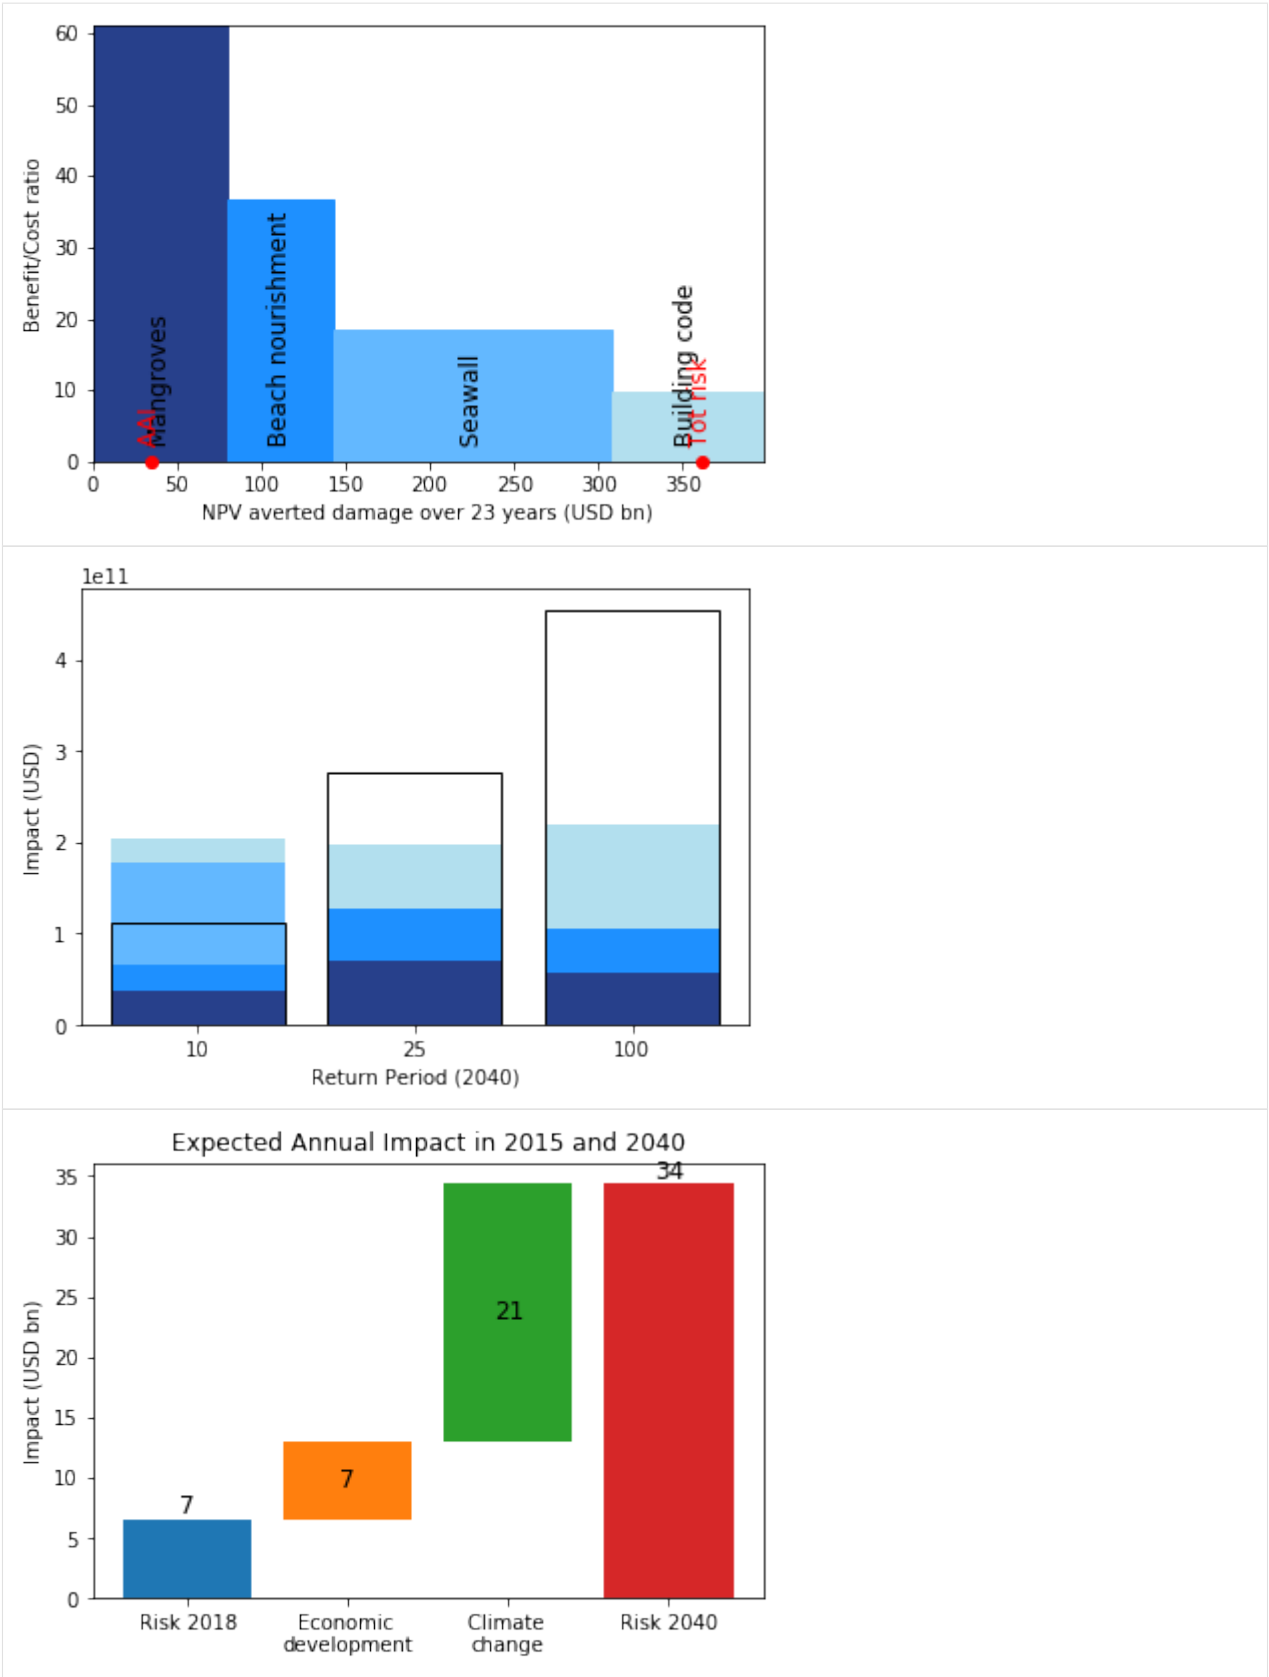 60
50
40
30
20
10
0
Benefit/Cost ratio
Mangroves
AAI
Beach nourishment
Seawall
Building code
Tot risk
0 50 100 150 200 250 300 350
NPV averted damage over 23 years (USD bn)
1e11
4
3
2
1
0
Impact (USD)
10 25 100
Return Period (2040)
Expected Annual Impact in 2015 and 2040
35
30
25
20
15
10
5
0
Impact (USD bn)
7
7
21
34
Risk 2018 Economic development Climate change Risk 2040